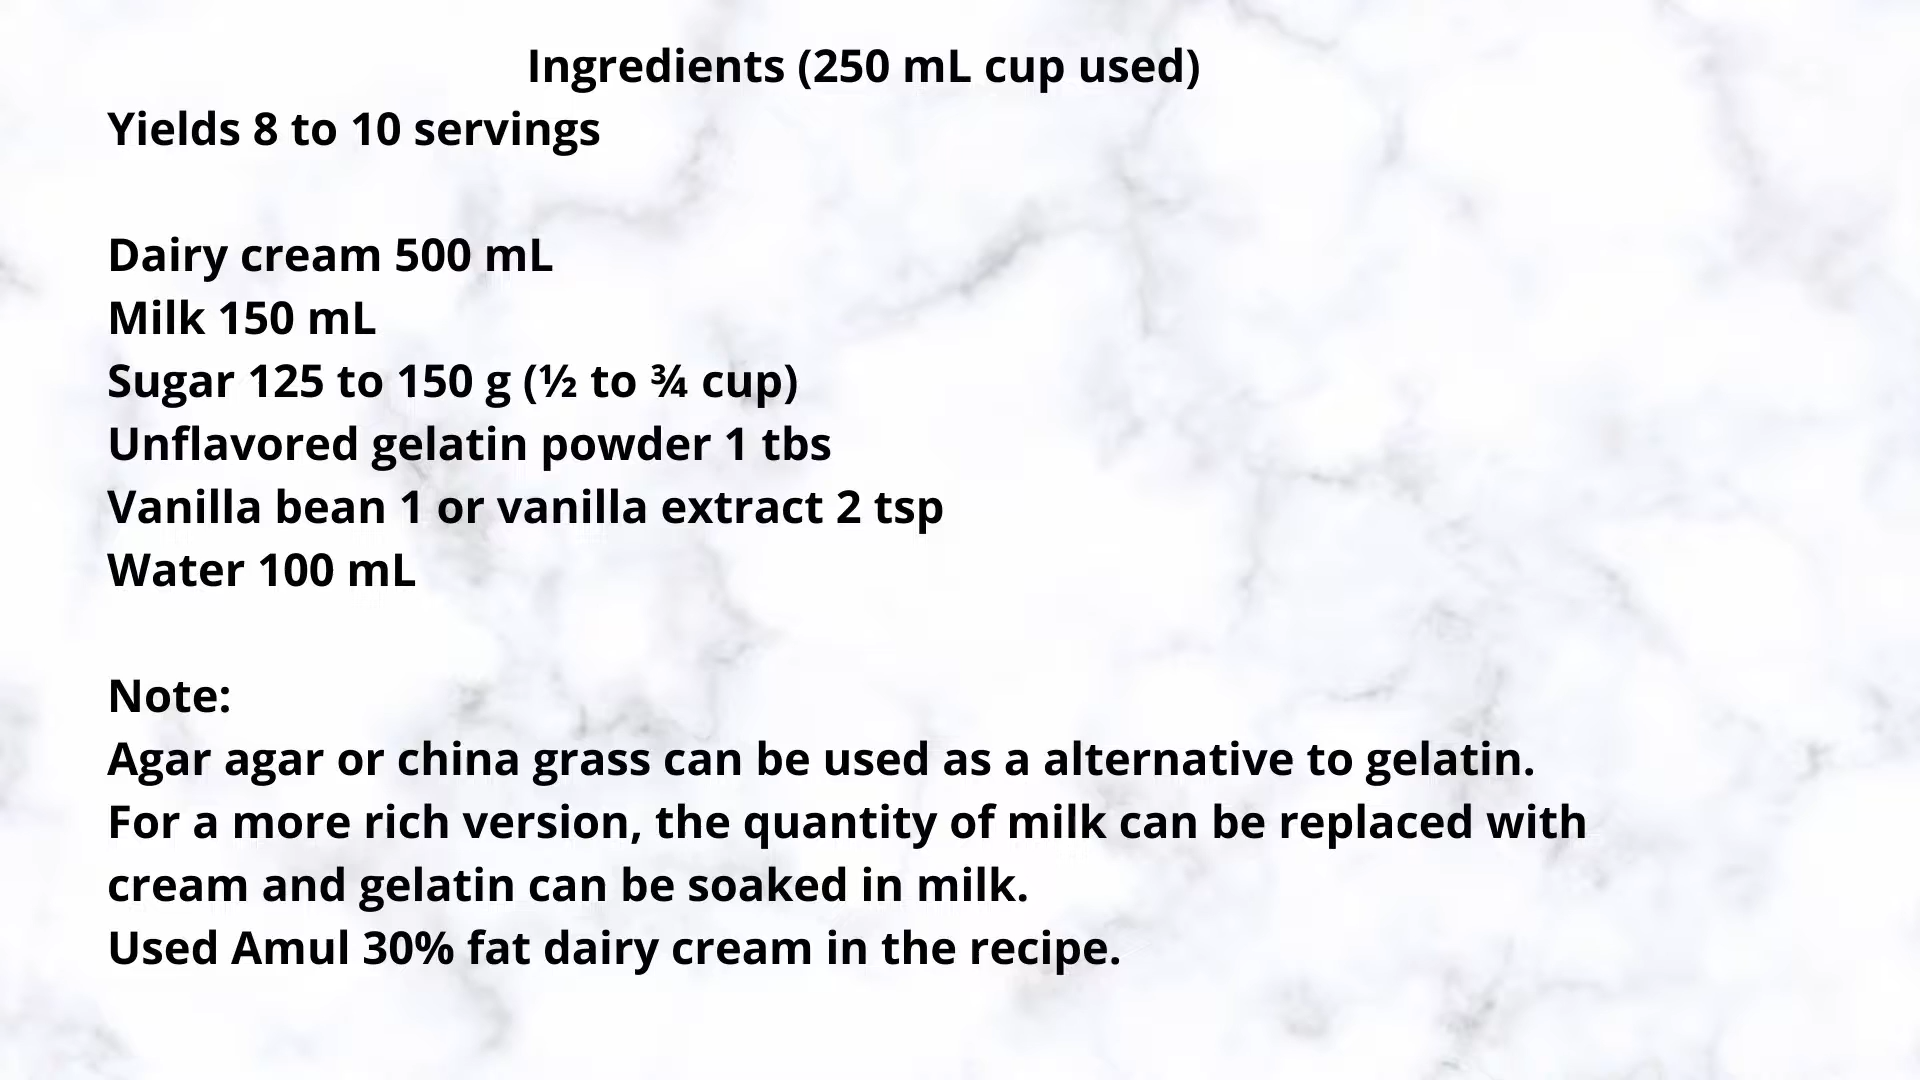 Ingredients (250 mL cup used)
Yields 8 to 10 servings
Dairy cream 500 mL
Milk 150 mL
Sugar 125 to 150 g (½ to ¾ cup)
Unflavored gelatin powder 1 tbs
Vanilla bean 1 or vanilla extract 2 tsp
Water 100 mL
Note:
Agar agar or china grass can be used as a alternative to gelatin.
For a more rich version, the quantity of milk can be replaced with
cream and gelatin can be soaked in milk.
Used Amul 30% fat dairy cream in the recipe.